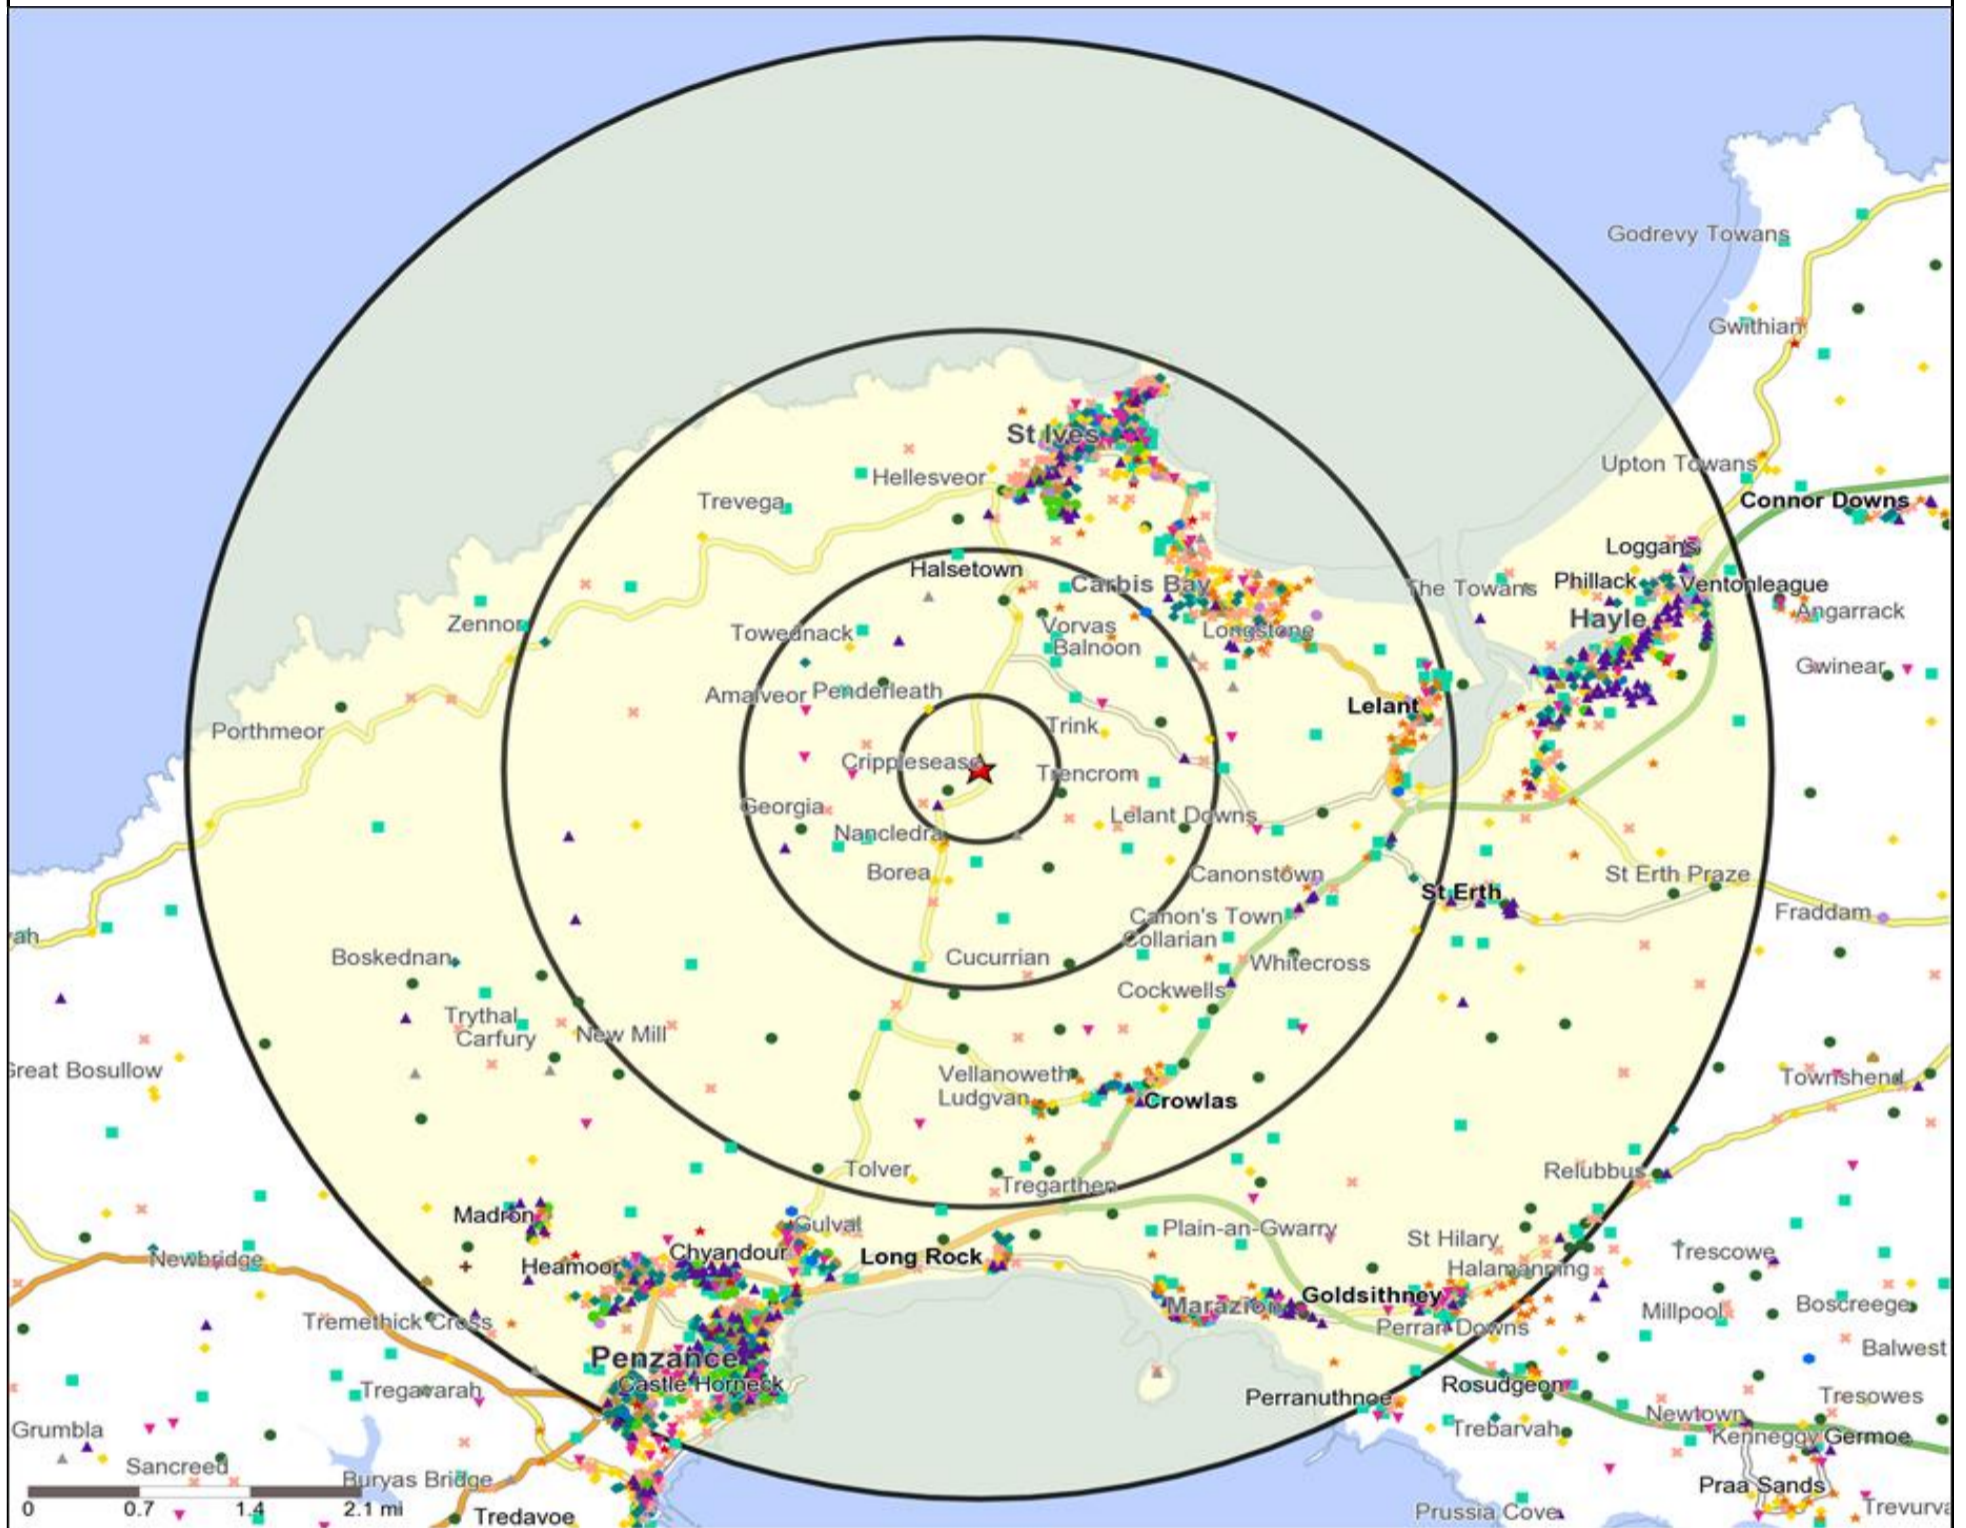 Godrevy Towans
Gwithian
St Ives
Upton Towans
Hellesveor
Connor Downs
Trevega
Loggans
Halsetown
Carbis Bay
The Towans
Phillack
Ventonleague
Angarrack
Zennor
Hayle
Towednack
Vorvas
Longstone
Balnoon
Gwinear
Amalveor
Penderleath
Lelant
Porthmeor
Trink
Cripplesease
Trencrom
Georgia
Lelant Downs
Nancledra
Borea
Canonstown
St Erth Praze
St Erth
Canon's Town
Fraddam
vah
Collarian
Boskednan
Cucurrian
Whitecross
Cockwells
Trythal
Carfury
New Mill
Great Bosullow
Vellanoweth
Townshend
Ludgvan
Crowlas
Tolver
Relubbus
Tregarthen
Madron
Gulval
Plain-an-Gwarry
St Hilary
Newbridge
Chyandour
Long Rock
Trescowe
Heamoor
Halamanning
Goldsithney
Marazion
Millpool
Boscreege
Tremethick Cross
Perran Downs
Balwest
Penzance
Castle Horneck
Tregavarah
Rosudgeon
Perranuthnoe
Tresowes
Newtown
Grumbla
Trebarvah
Kenneggy
Germoe
Sancreed
Buryas Bridge
Praa Sands
0 0.7 1.4 2.1 mi
Tredavoe
Prussia Cove
Trevurva